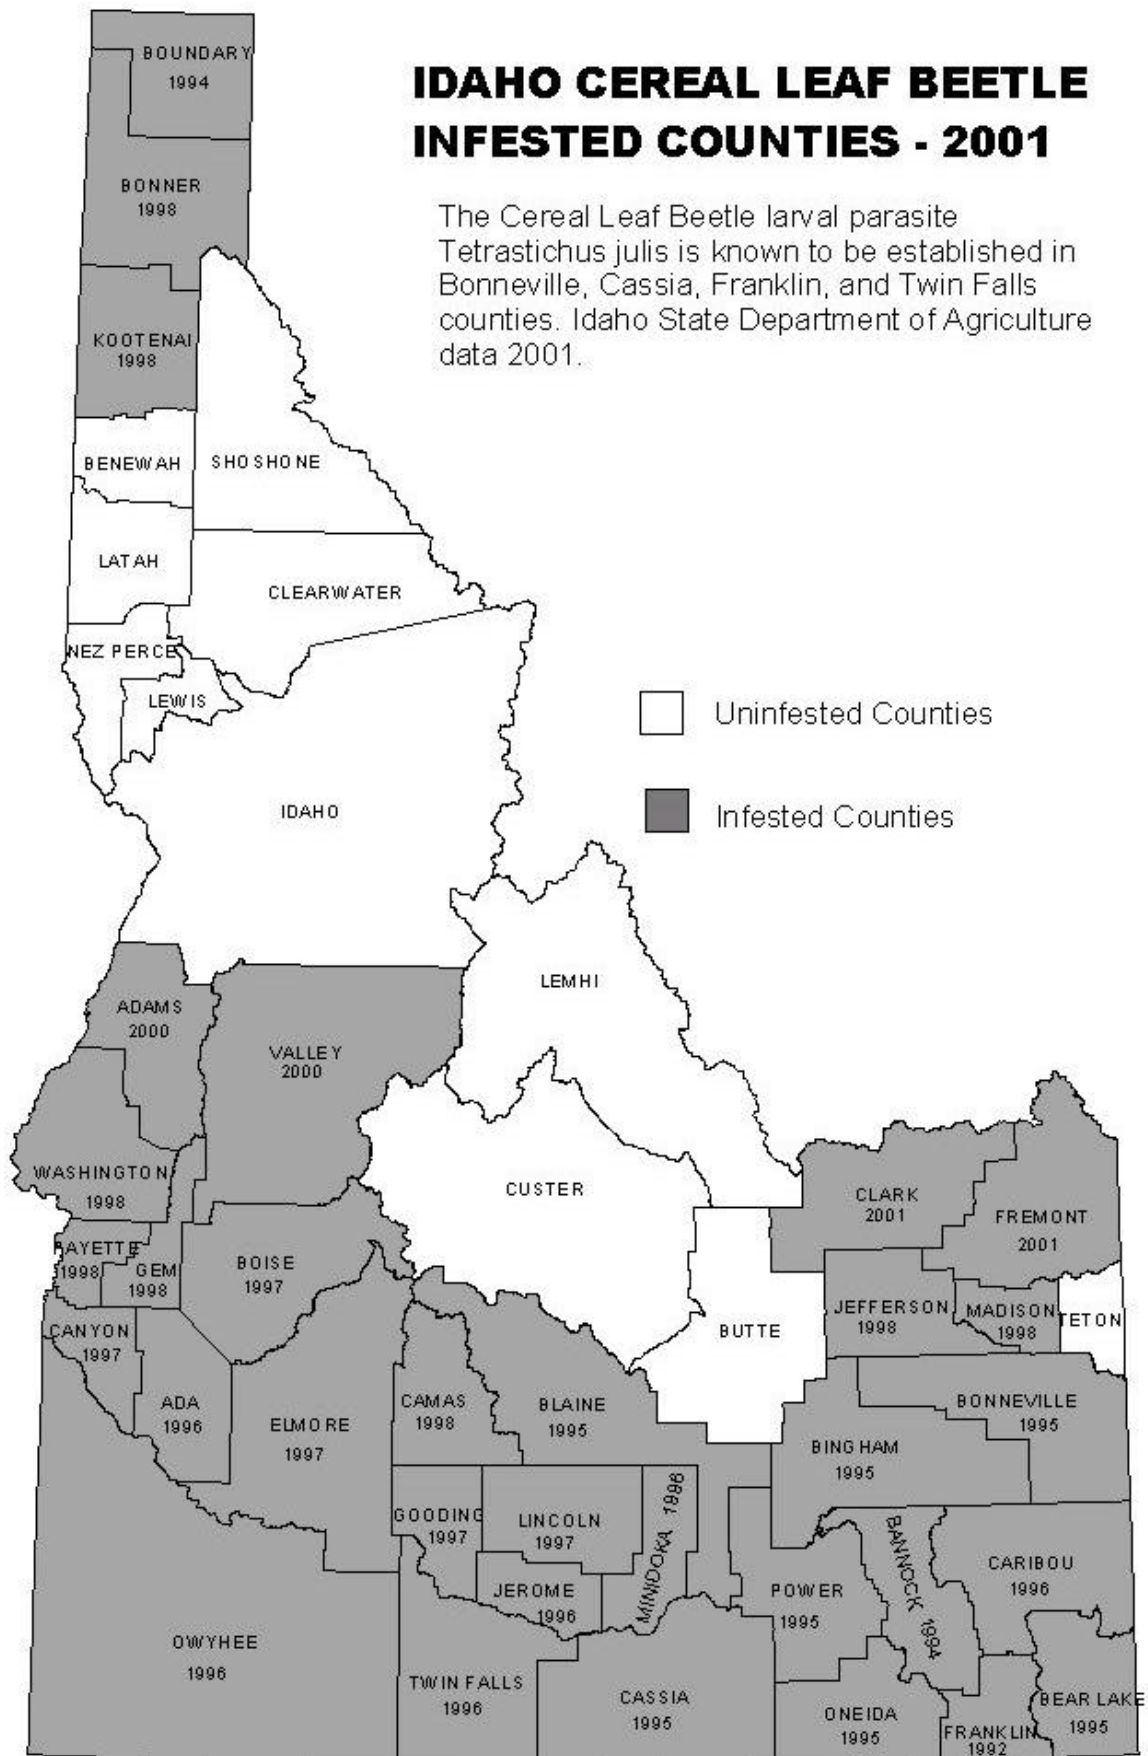 BOUNDARY
1994
IDAHO CEREAL LEAF BEETLE
INFESTED COUNTIES - 2001
BONNER
1998
The Cereal Leaf Beetle larval parasite
Tetrastichus julis is known to be established in
Bonneville, Cassia, Franklin, and Twin Falls
counties. Idaho State Department of Agriculture
data 2001.
KOOTENAI
1998
BENEWAH
SHOSHONE
LATAH
CLEARWATER
NEZ PERCE
LEWIS
Uninfested Counties
IDAHO
Infested Counties
LEMHI
ADAMS
2000
VALLEY
2000
WASHINGTON
1998
CUSTER
CLARK
2001
FREMONT
2001
PAYETTE
1998
GEM
1998
BOISE
1997
CANYON
1997
BUTTE
JEFFERSON
1998
MADISON
1998
TETON
ADA
1996
ELMORE
1997
CAMAS
1998
BLAINE
1995
BONNEVILLE
1995
BINGHAM
1995
GOODING
1997
LINCOLN
1997
MINIDOKA 1996
JEROME
1996
POWER
1995
BANNOCK 1994
CARIBOU
1996
OWYHEE
1996
TWIN FALLS
1996
CASSIA
1995
ONEIDA
1995
FRANKLIN
1992
BEAR LAKE
1995